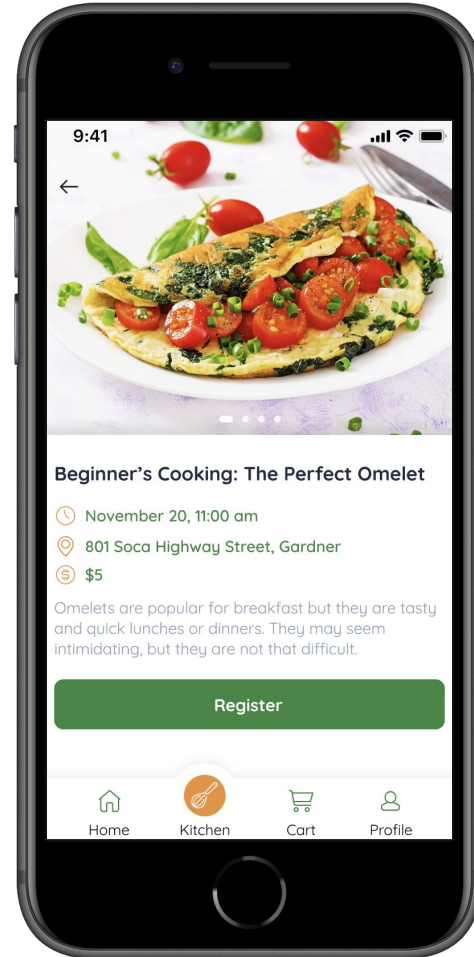 9:41
Beginner’s Cooking: The Perfect Omelet
November 20, 11:00 am
801 Soca Highway Street, Gardner
$5
Omelets are popular for breakfast but they are tasty
and quick lunches or dinners. They may seem
intimidating, but they are not that difficult.
Register
Home Kitchen Cart Profile